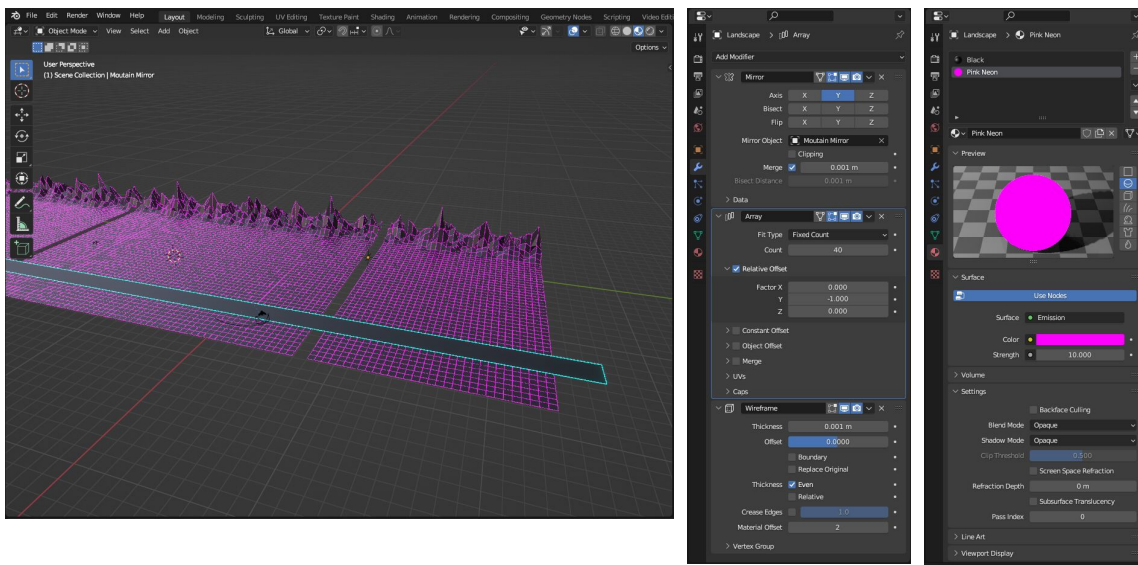 File Edit Render Window Help Layout Modeling Sculpting UV Editing Texture Paint Shading Animation Rendering Compositing Geometry Nodes Scripting Video Editi
Object Mode View Select Add Object Global
Options
User Perspective
(1) Scene Collection | Moutain Mirror
Landscape > Array
Add Modifier
Mirror
Axis X Y Z
Bisect X Y Z
Flip X Y Z
Mirror Object Moutain Mirror
Clipping
Merge 0.001 m
Bisect Distance 0.001 m
Data
Array
Fit Type Fixed Count
Count 40
Relative Offset
Factor X 0.000
Y -1.000
Z 0.000
Constant Offset
Object Offset
Merge
UVs
Caps
Wireframe
Thickness 0.001 m
Offset 0.0000
Boundary
Replace Original
Thickness Even
Relative
Crease Edges 1.0
Material Offset 2
Vertex Group
Landscape > Pink Neon
Black
Pink Neon
Pink Neon
Preview
Surface
Use Nodes
Surface Emission
Color
Strength 10.000
Volume
Settings
Backface Culling
Blend Mode Opaque
Shadow Mode Opaque
Clip Threshold 0.500
Screen Space Refraction
Refraction Depth 0 m
Subsurface Translucency
Pass Index 0
Line Art
Viewport Display